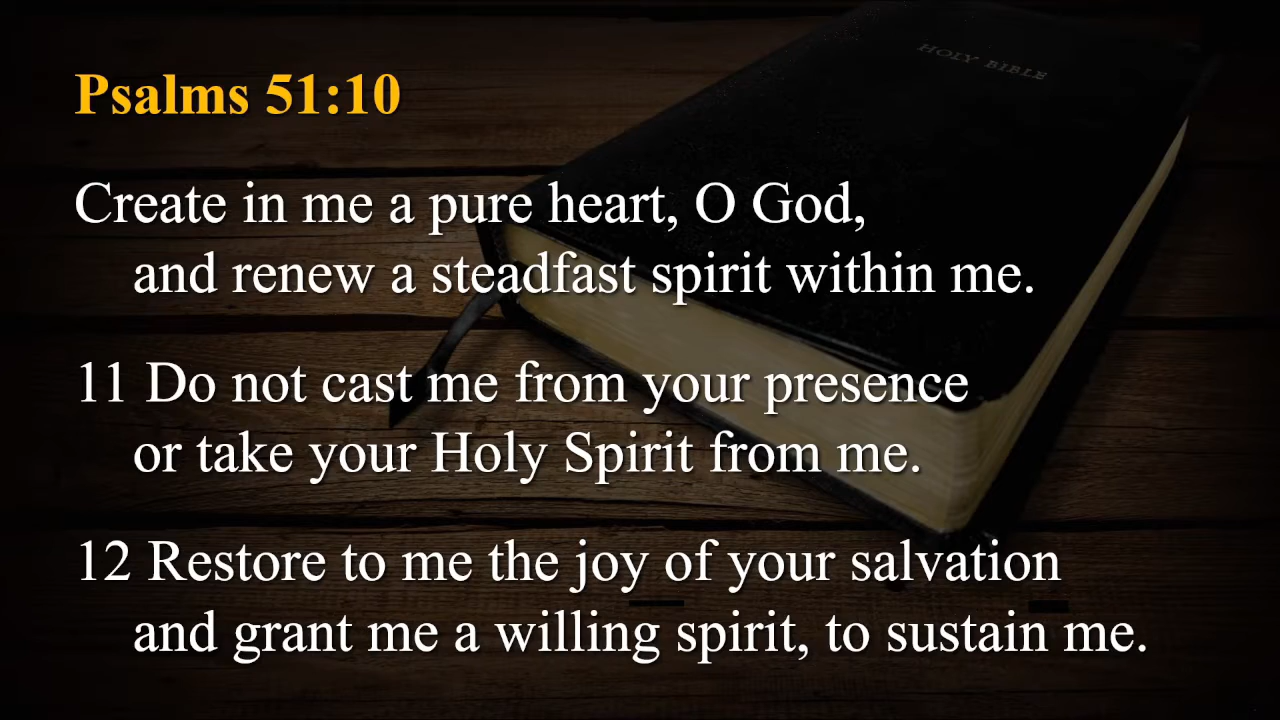 HOLY BIBLE
Psalms 51:10
Create in me a pure heart, O God,
and renew a steadfast spirit within me.
11 Do not cast me from your presence
or take your Holy Spirit from me.
12 Restore to me the joy of your salvation
and grant me a willing spirit, to sustain me.